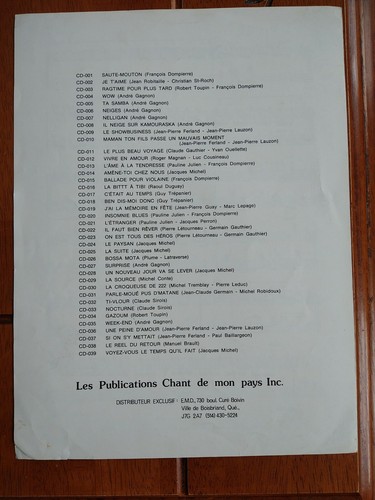 CD-001 SAUTE-MOUTON (François Dompierre)
CD-002 JE T'AIME (Jean Robitaille - Christian St-Roch)
CD-003 RAGTIME POUR PLUS TARD (Robert Toupin - François Dompierre)
CD-004 WOW (André Gagnon)
CD-005 TA SAMBA (André Gagnon)
CD-006 NEIGES (André Gagnon)
CD-007 NELLIGAN (André Gagnon)
CD-008 IL NEIGE SUR KAMOURASKA (André Gagnon)
CD-009 LE SHOWBUSINESS (Jean-Pierre Ferland - Jean-Pierre Lauzon)
CD-010 MAMAN TON FILS PASSE UN MAUVAIS MOMENT
(Jean-Pierre Ferland - Jean-Pierre Lauzon)
CD-011 LE PLUS BEAU VOYAGE (Claude Gauthier - Yvan Ouellette)
CD-012 VIVRE EN AMOUR (Roger Magnan - Luc Cousineau)
CD-013 L'ÂME À LA TENDRESSE (Pauline Julien - François Dompierre)
CD-014 AMÈNE-TOI CHEZ NOUS (Jacques Michel)
CD-015 BALLADE POUR VIOLAINE (François Dompierre)
CD-016 LA BITTT À TIBI (Raoul Duguay)
CD-017 C'ÉTAIT AU TEMPS (Guy Trépanier)
CD-018 BEN DIS-MOI DONC (Guy Trépanier)
CD-019 J'AI LA MÉMOIRE EN FÊTE (Jean-Pierre Guay - Marc Lepage)
CD-020 INSOMNIE BLUES (Pauline Julien - François Dompierre)
CD-021 L'ÉTRANGER (Pauline Julien - Jacques Perron)
CD-022 IL FAUT BIEN RÊVER (Pierre Létourneau - Germain Gauthier)
CD-023 ON EST TOUS DES HÉROS (Pierre Létourneau - Germain Gauthier)
CD-024 LE PAYSAN (Jacques Michel)
CD-025 LA SUITE (Jacques Michel)
CD-026 BOSSA MOTA (Plume - Latraverse)
CD-027 SURPRISE (André Gagnon)
CD-028 UN NOUVEAU JOUR VA SE LEVER (Jacques Michel)
CD-029 LA SOURCE (Michel Conte)
CD-030 LA CROQUEUSE DE 222 (Michel Tremblay - Pierre Leduc)
CD-031 PARLE-MOUÉ PUS D'MATANE (Jean-Claude Germain - Michel Robidoux)
CD-032 TI-VLOUR (Claude Sirois)
CD-033 NOCTURNE (Claude Sirois)
CD-034 GAZOUM (Robert Toupin)
CD-035 WEEK-END (André Gagnon)
CD-036 UNE PEINE D'AMOUR (Jean-Pierre Ferland - Jean-Pierre Lauzon)
CD-037 SI ON S'Y METTAIT (Jean-Pierre Ferland - Paul Baillargeon)
CD-038 LE REEL DU RETOUR (Manuel Brault)
CD-039 VOYEZ-VOUS LE TEMPS QU'IL FAIT (Jacques Michel)
Les Publications Chant de mon pays Inc.
DISTRIBUTEUR EXCLUSIF : E.M.D., 730 boul. Curé Boivin
Ville de Boisbriand, Qué.,
J7G 2A7 (514) 430-5224